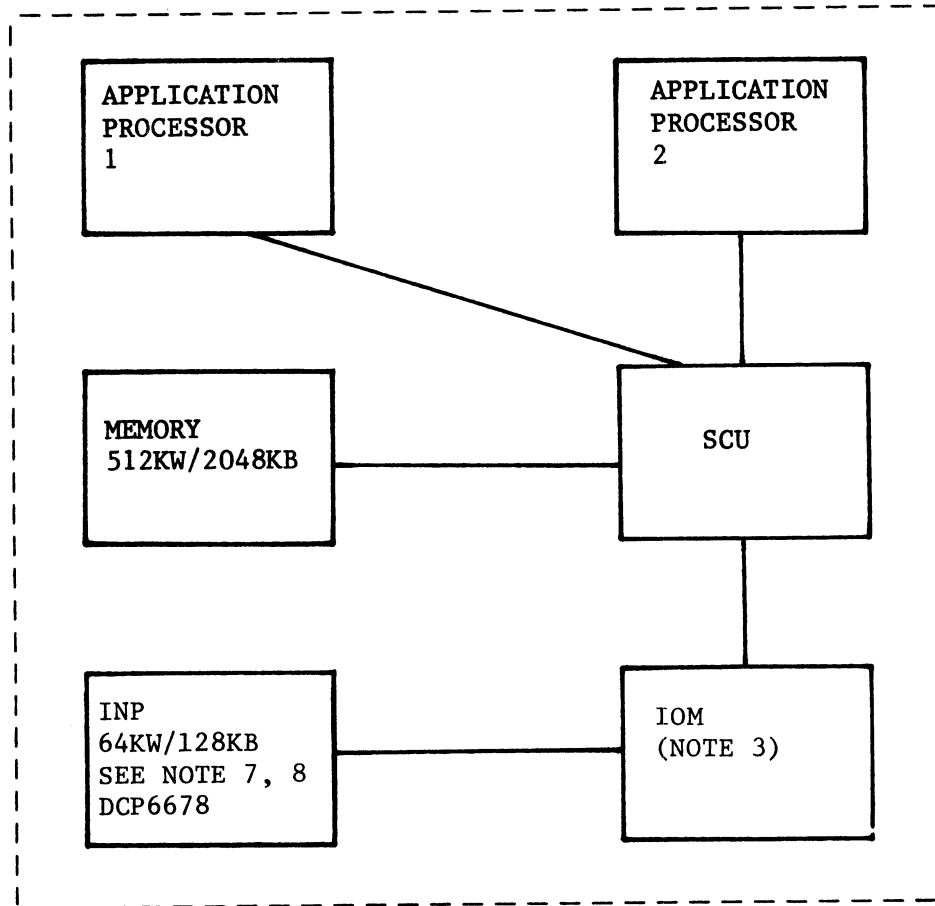 APPLICATION
PROCESSOR
1
APPLICATION
PROCESSOR
2
MEMORY
512KW/2048KB
SCU
INP
64KW/128KB
SEE NOTE 7, 8
DCP6678
IOM
(NOTE 3)